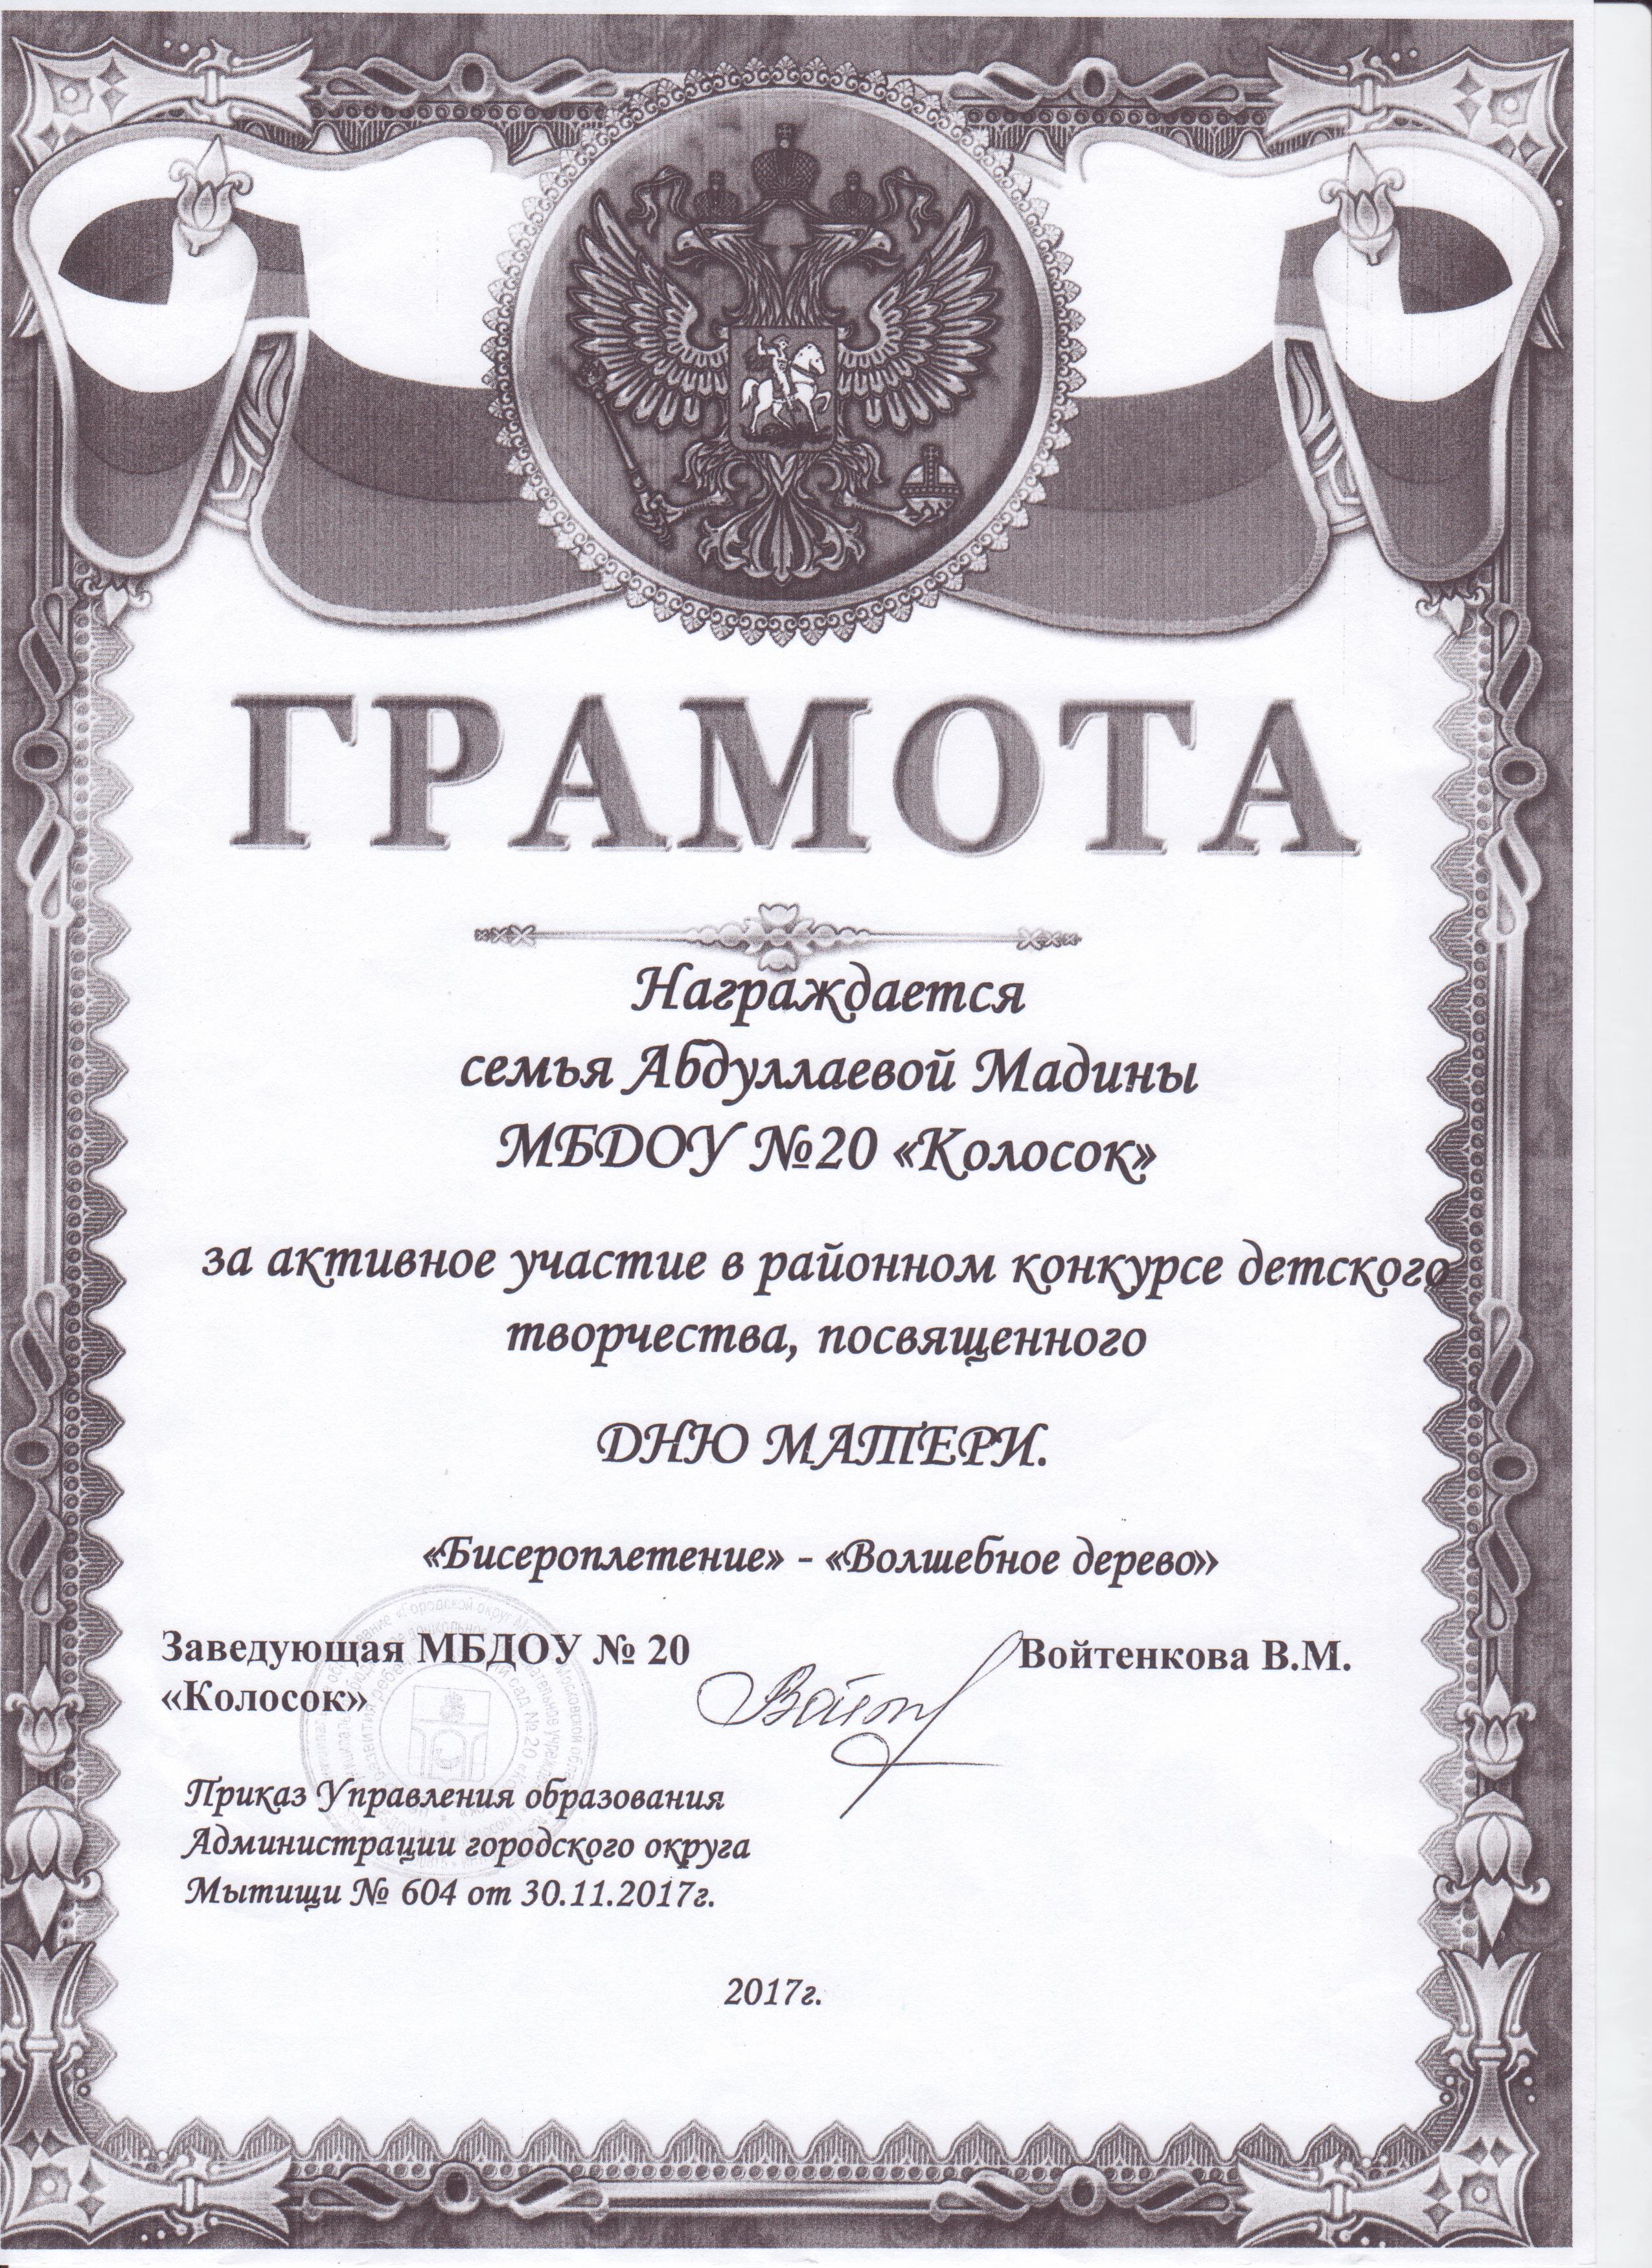 ГРАМОТА
Награждается
семья Абдуллаевой Мадины
МБДОУ №20 «Колосок»
за активное участие в районном конкурсе детского
творчества, посвященного
ДНЮ МАТЕРИ.
«Бисероплетение» - «Волшебное дерево»
Заведующая МБДОУ № 20
«Колосок»
Войтенкова В.М.
Приказ Управления образования
Администрации городского округа
Мытищи № 604 от 30.11.2017г.
2017г.